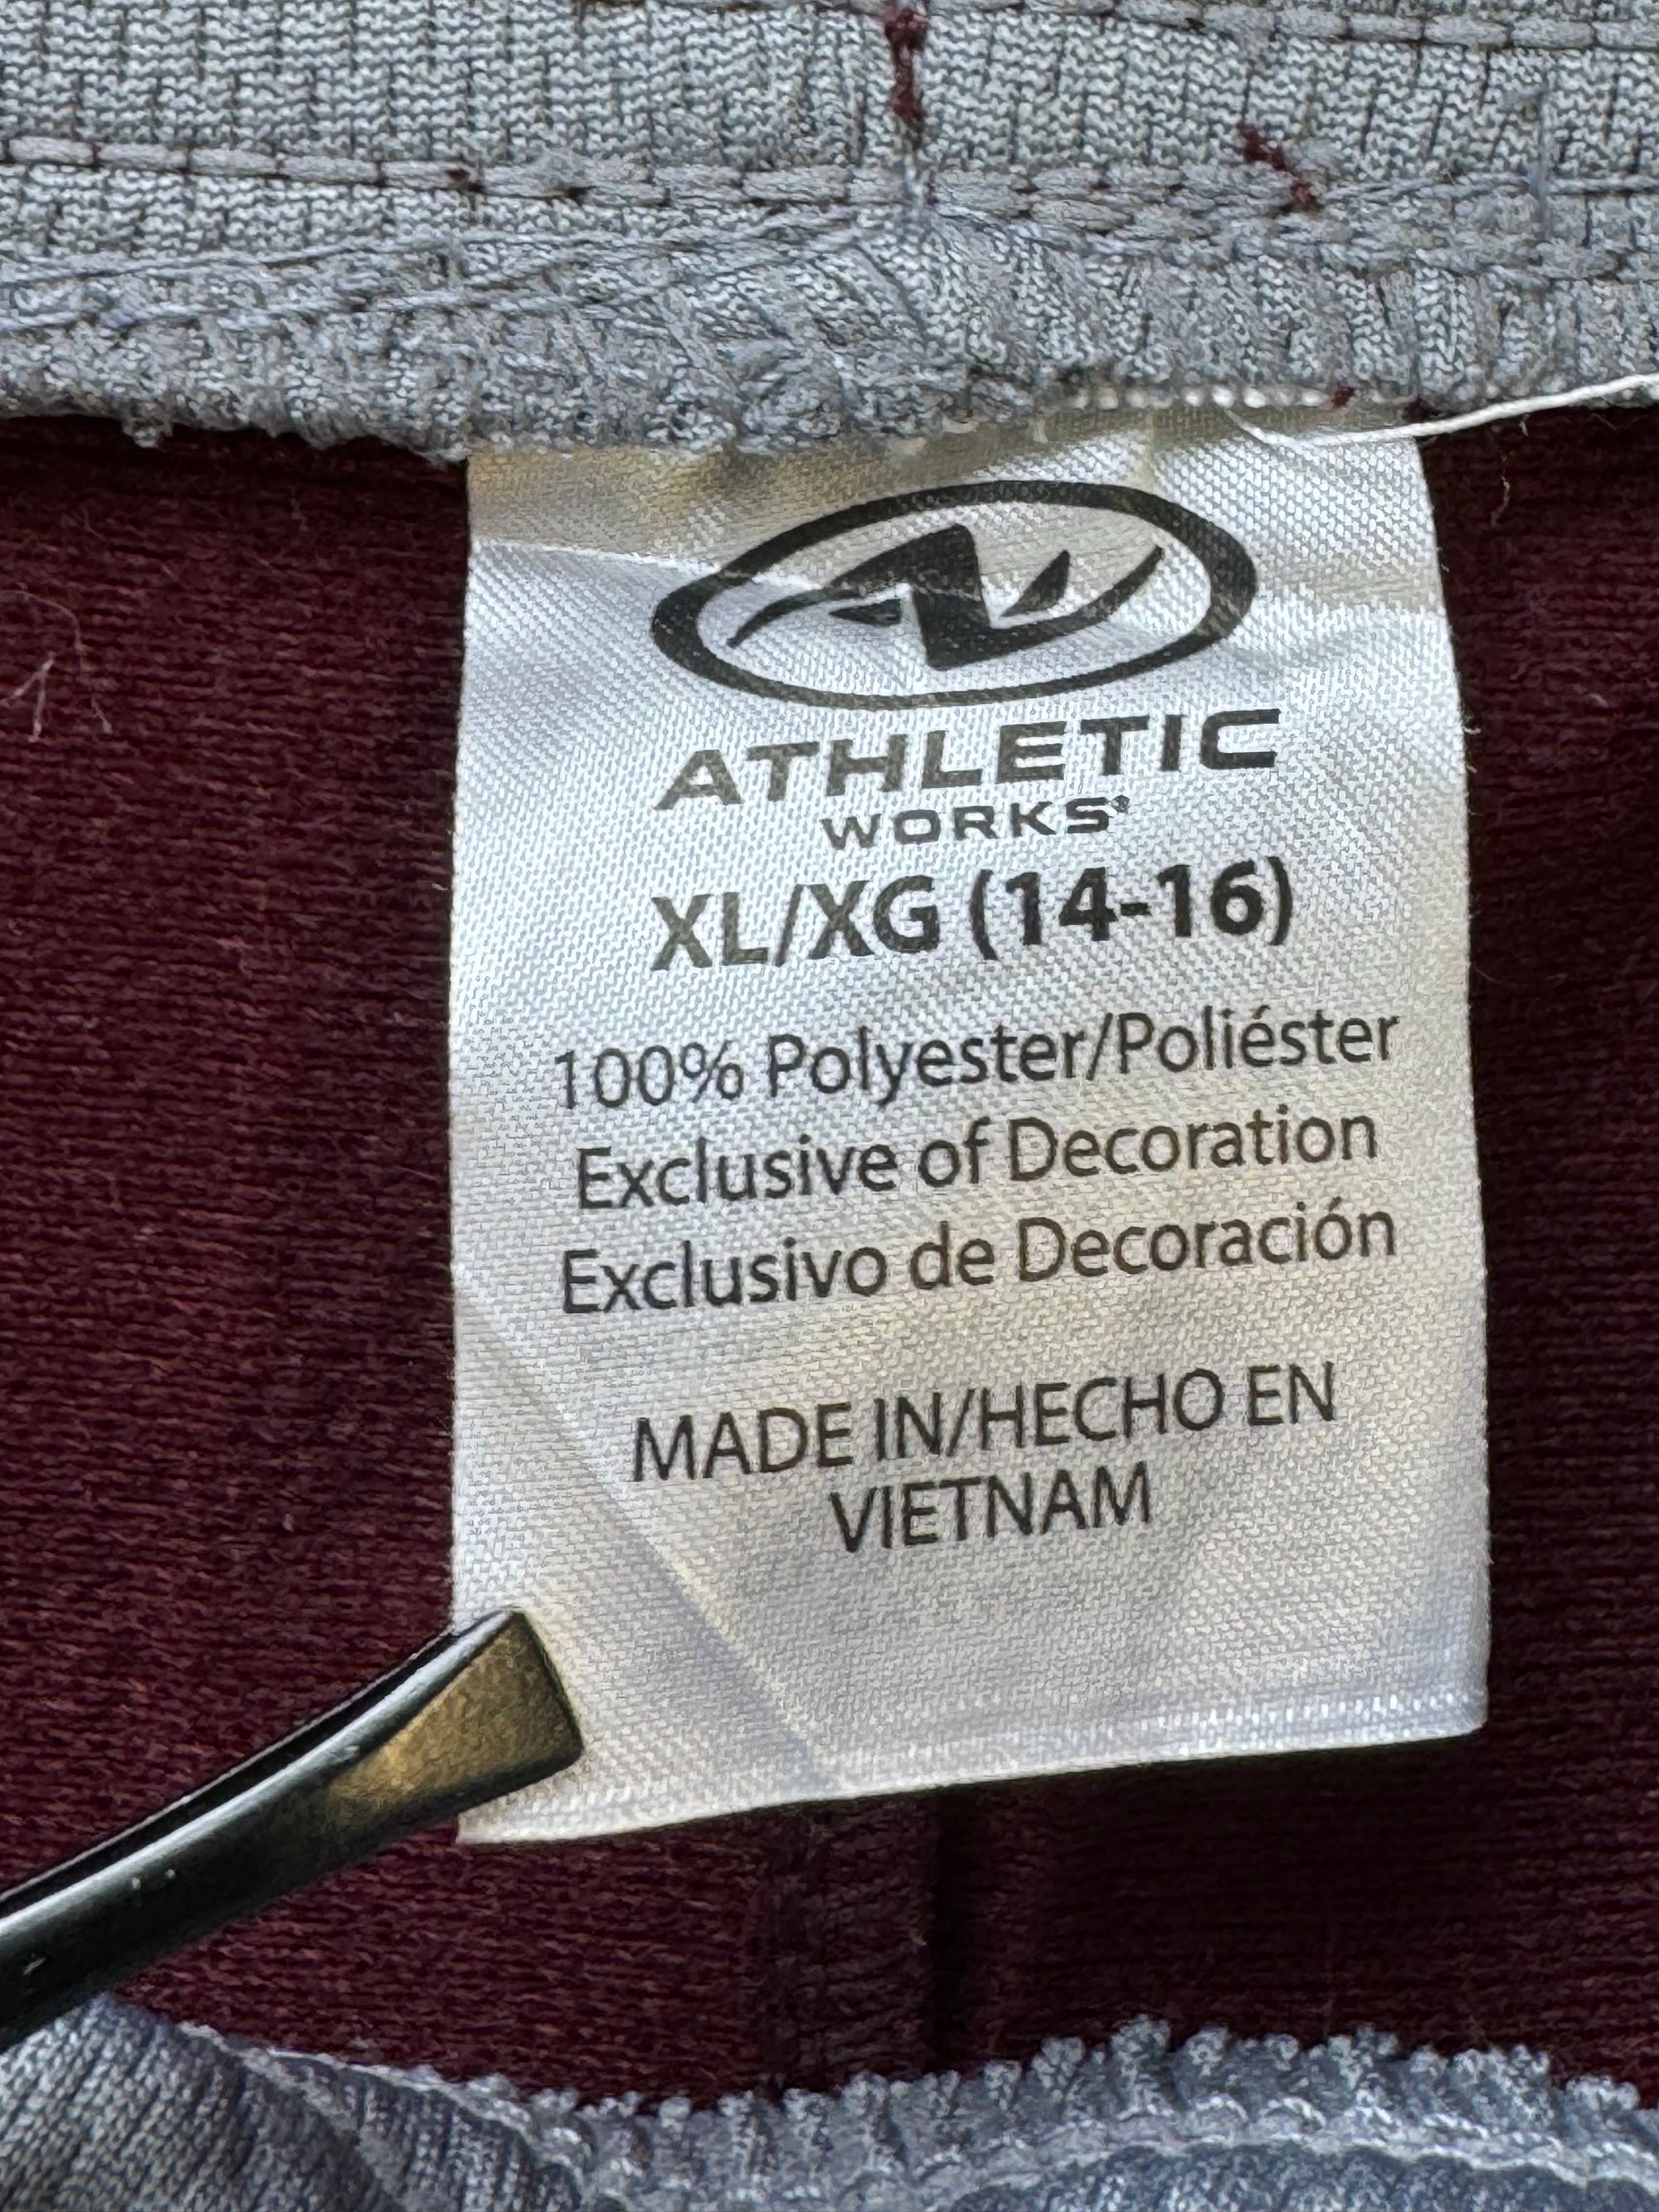 ATHLETIC
WORKS®
XL/XG (14-16)
100% Polyester/Poliéster
Exclusive of Decoration
Exclusivo de Decoración
MADE IN/HECHO EN
VIETNAM